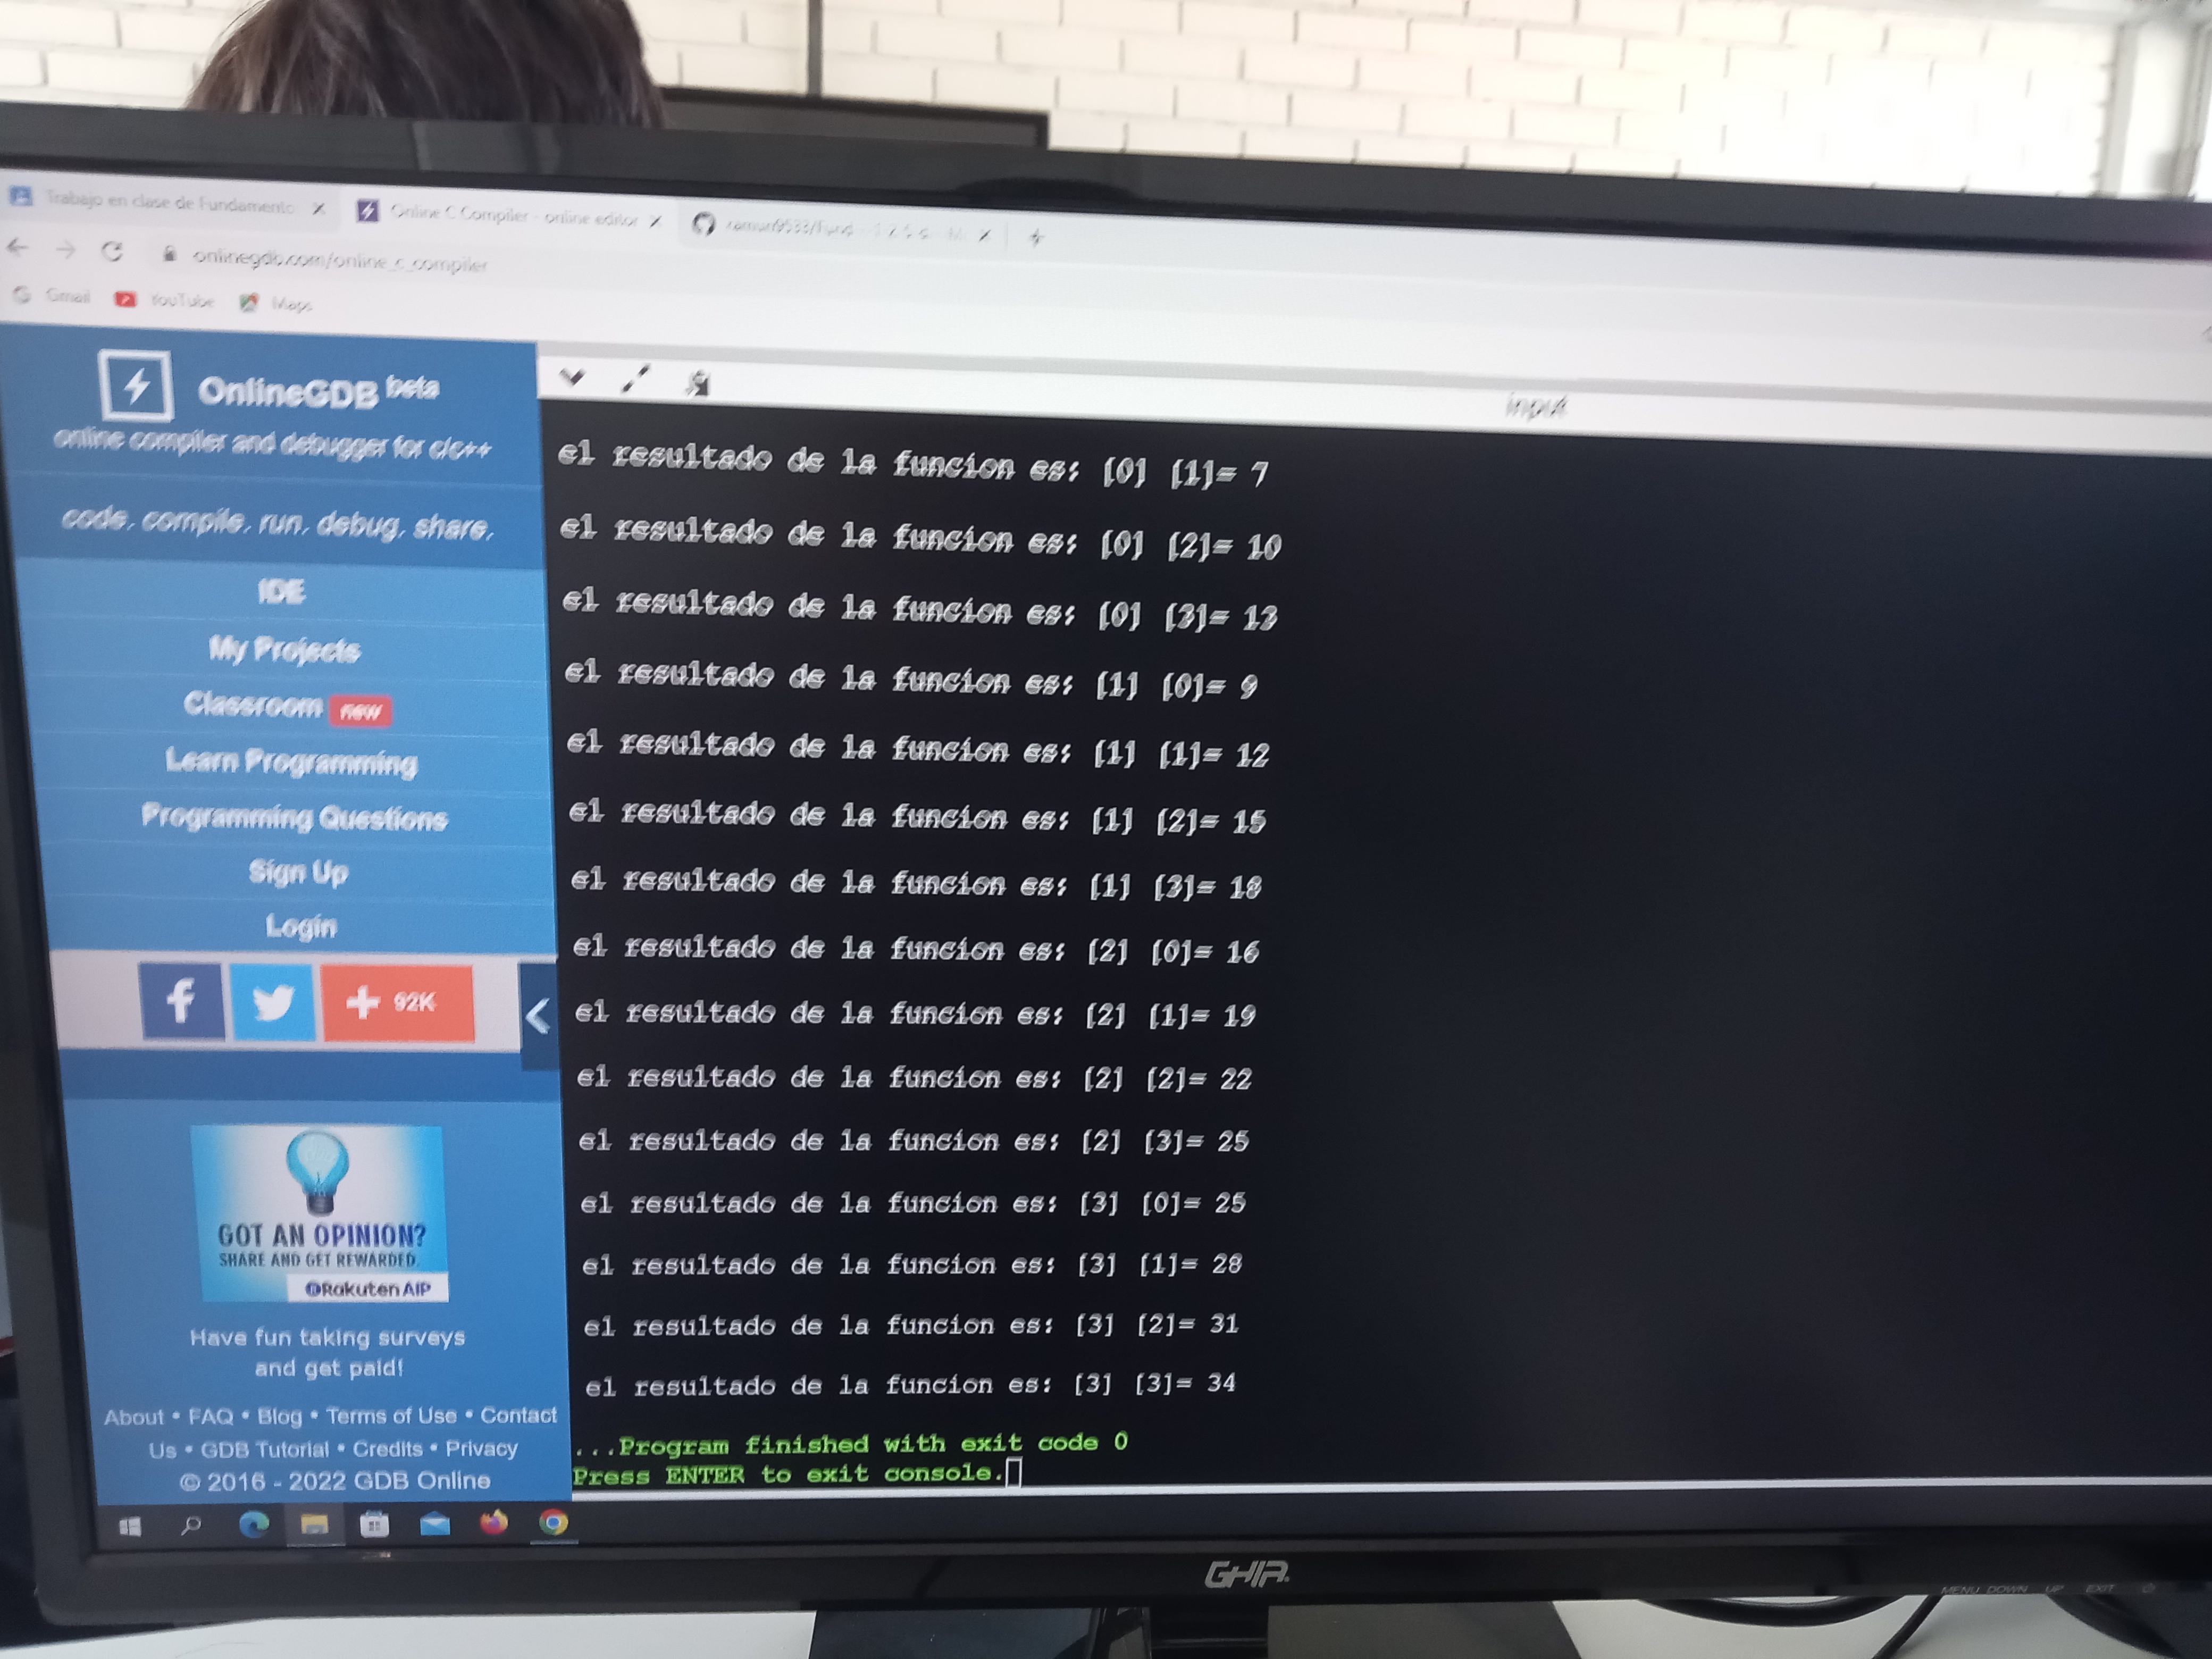 Trabajo en clase de Fundamento
Online C Compiler - online editor
onlinegdb.com/online_c_compiler
Gmail
YouTube
Maps
OnlineGDB beta
online compiler and debugger for c/c++
code. compile. run. debug. share.
IDE
My Projects
Classroom new
Learn Programming
Programming Questions
Sign Up
Login
92K
GOT AN OPINION?
SHARE AND GET REWARDED.
Rakuten AIP
Have fun taking surveys
and get paid!
About • FAQ • Blog • Terms of Use • Contact
Us • GDB Tutorial • Credits • Privacy
© 2016 - 2022 GDB Online
input
el resultado de la funcion es: [0] [1]= 7
el resultado de la funcion es: [0] [2]= 10
el resultado de la funcion es: [0] [3]= 13
el resultado de la funcion es: [1] [0]= 9
el resultado de la funcion es: [1] [1]= 12
el resultado de la funcion es: [1] [2]= 15
el resultado de la funcion es: [1] [3]= 18
el resultado de la funcion es: [2] [0]= 16
el resultado de la funcion es: [2] [1]= 19
el resultado de la funcion es: [2] [2]= 22
el resultado de la funcion es: [2] [3]= 25
el resultado de la funcion es: [3] [0]= 25
el resultado de la funcion es: [3] [1]= 28
el resultado de la funcion es: [3] [2]= 31
el resultado de la funcion es: [3] [3]= 34
...Program finished with exit code 0
Press ENTER to exit console.
GHIA.
MENU DOWN UP EXIT